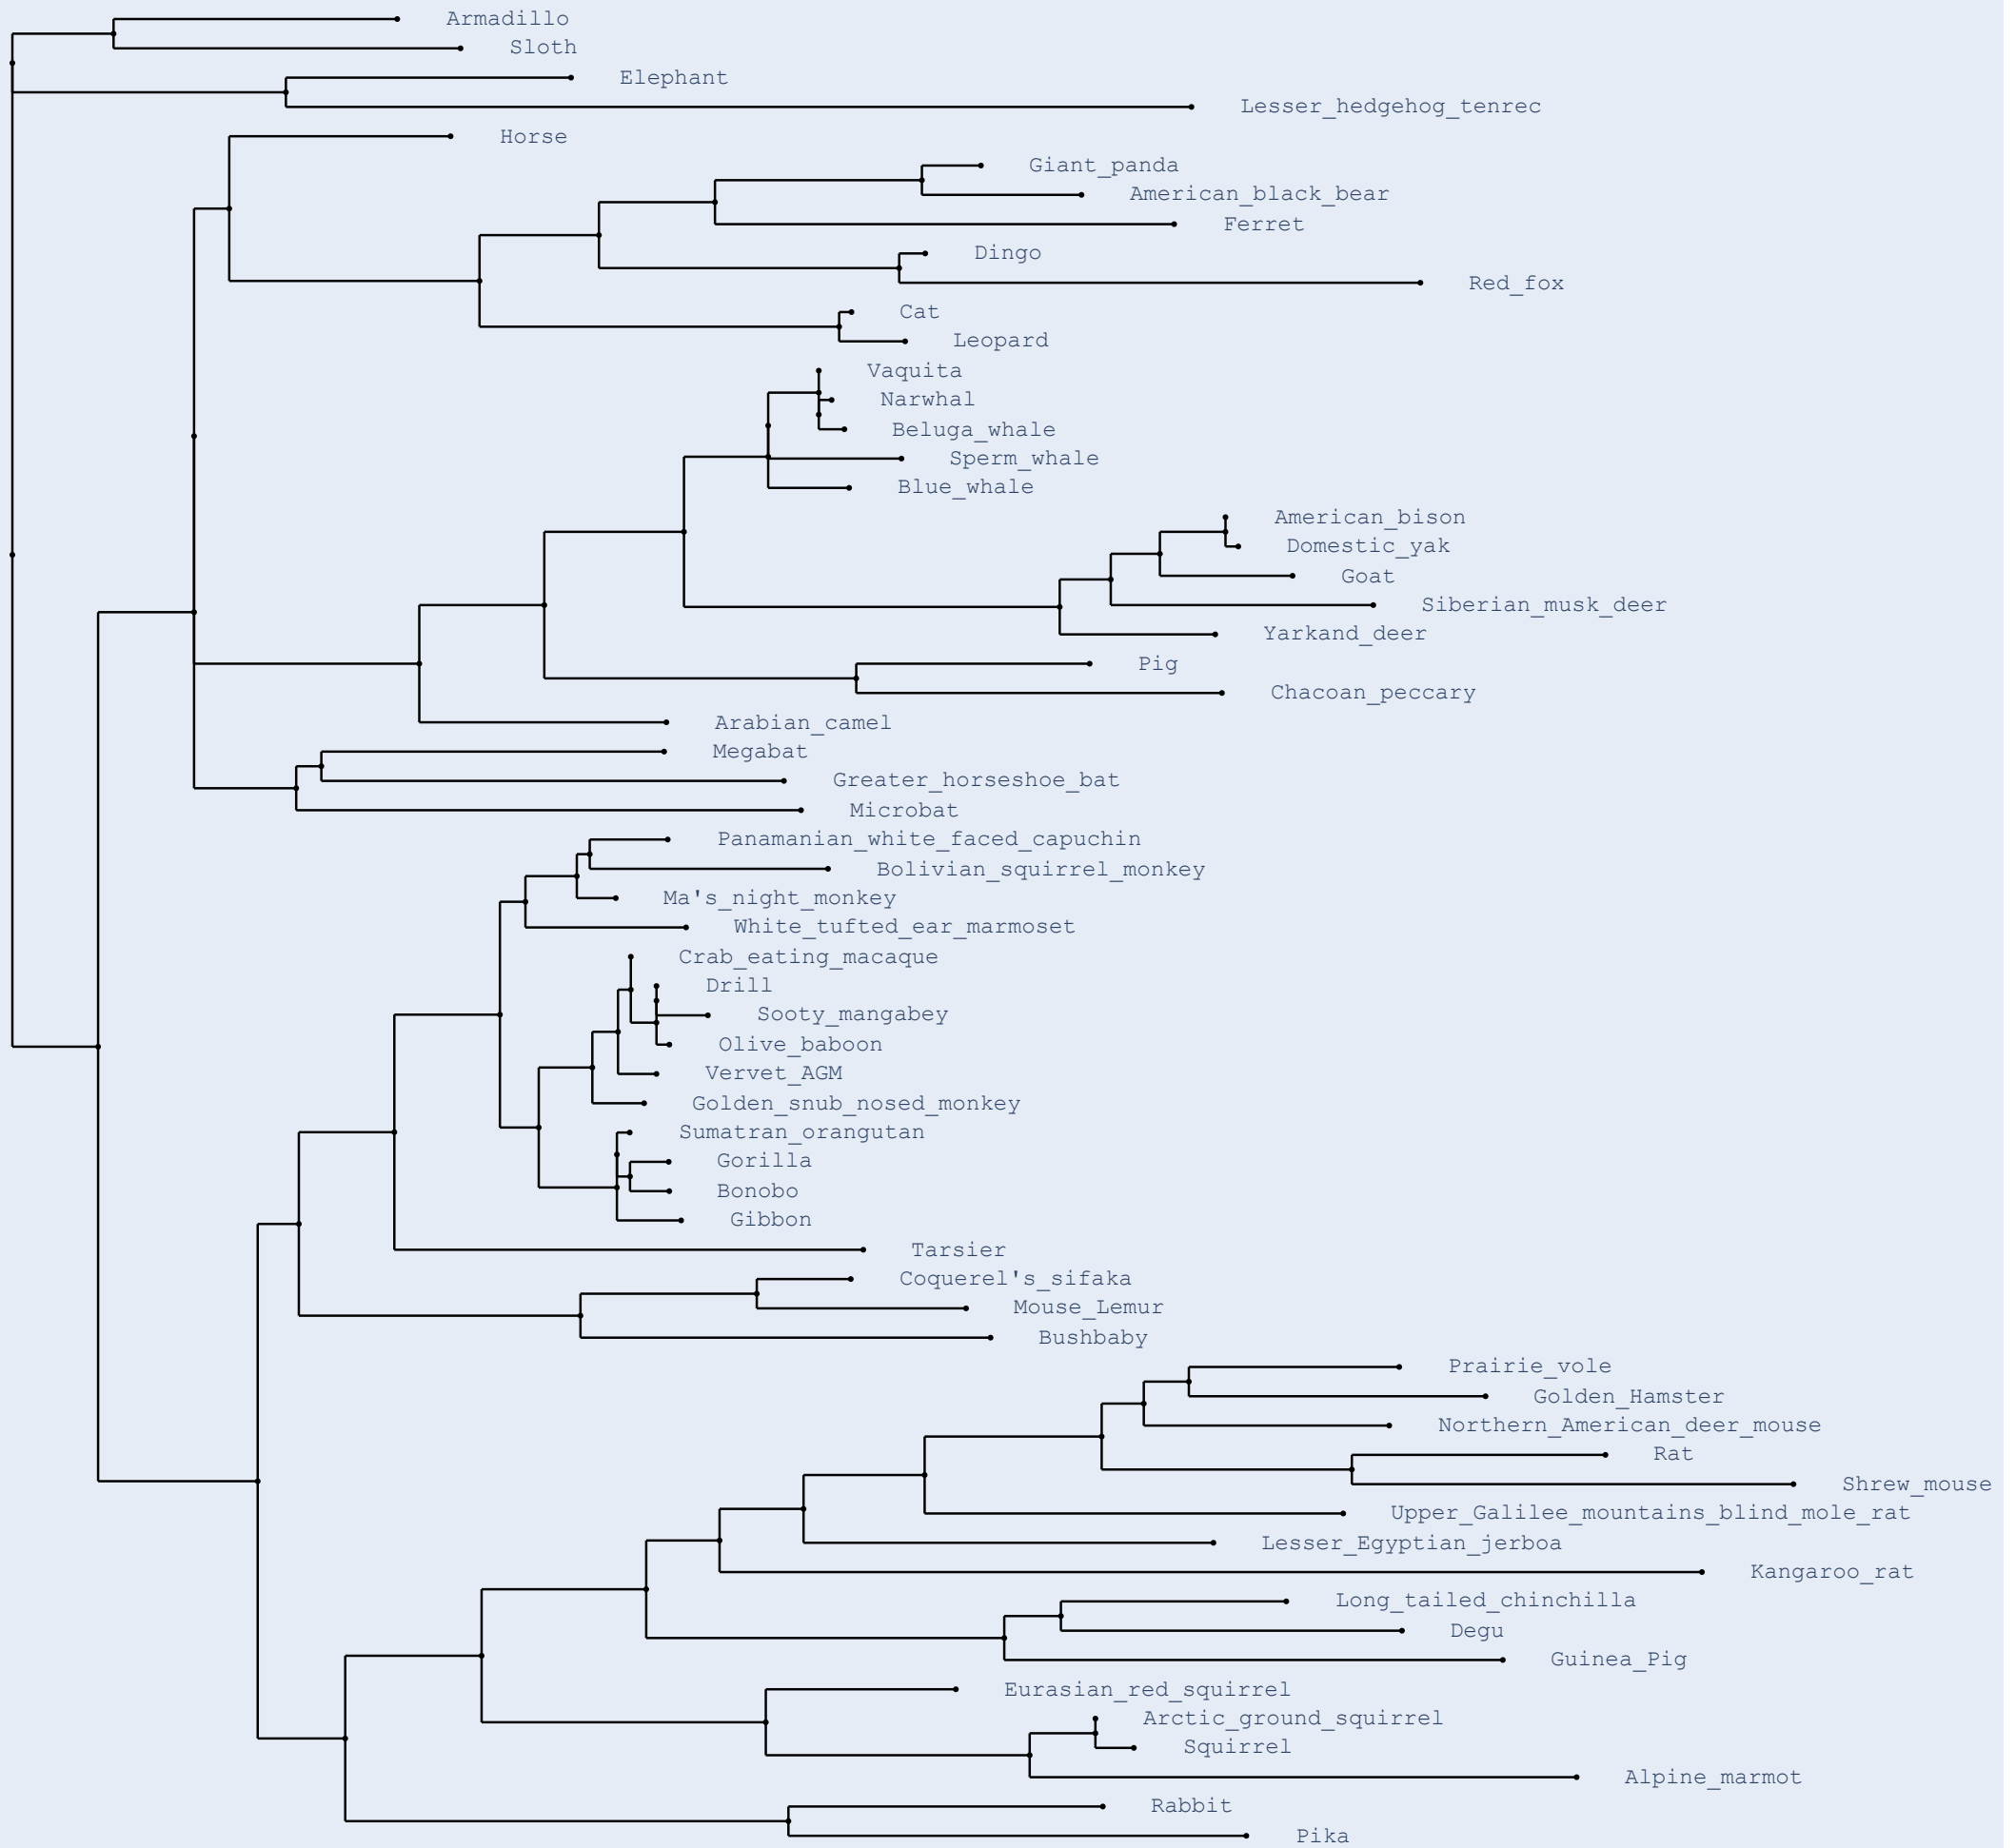 Armadillo
Sloth
Elephant
Lesser_hedgehog_tenrec
Horse
Giant_panda
American_black_bear
Ferret
Dingo
Red_fox
Cat
Leopard
Vaquita
Narwhal
Beluga_whale
Sperm_whale
Blue_whale
American_bison
Domestic_yak
Goat
Siberian_musk_deer
Yarkand_deer
Pig
Chacoan_peccary
Arabian_camel
Megabat
Greater_horseshoe_bat
Microbat
Panamanian_white_faced_capuchin
Bolivian_squirrel_monkey
Ma's_night_monkey
White_tufted_ear_marmoset
Crab_eating_macaque
Drill
Sooty_mangabey
Olive_baboon
Vervet_AGM
Golden_snub_nosed_monkey
Sumatran_orangutan
Gorilla
Bonobo
Gibbon
Tarsier
Coquerel's_sifaka
Mouse_Lemur
Bushbaby
Prairie_vole
Golden_Hamster
Northern_American_deer_mouse
Rat
Shrew_mouse
Upper_Galilee_mountains_blind_mole_rat
Lesser_Egyptian_jerboa
Kangaroo_rat
Long_tailed_chinchilla
Degu
Guinea_Pig
Eurasian_red_squirrel
Arctic_ground_squirrel
Squirrel
Alpine_marmot
Rabbit
Pika